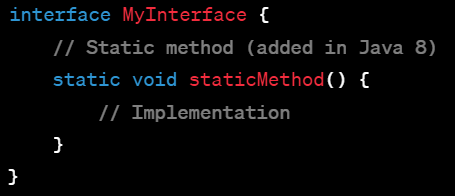 interface MyInterface {
    // Static method (added in Java 8)
    static void staticMethod() {
        // Implementation
    }
}